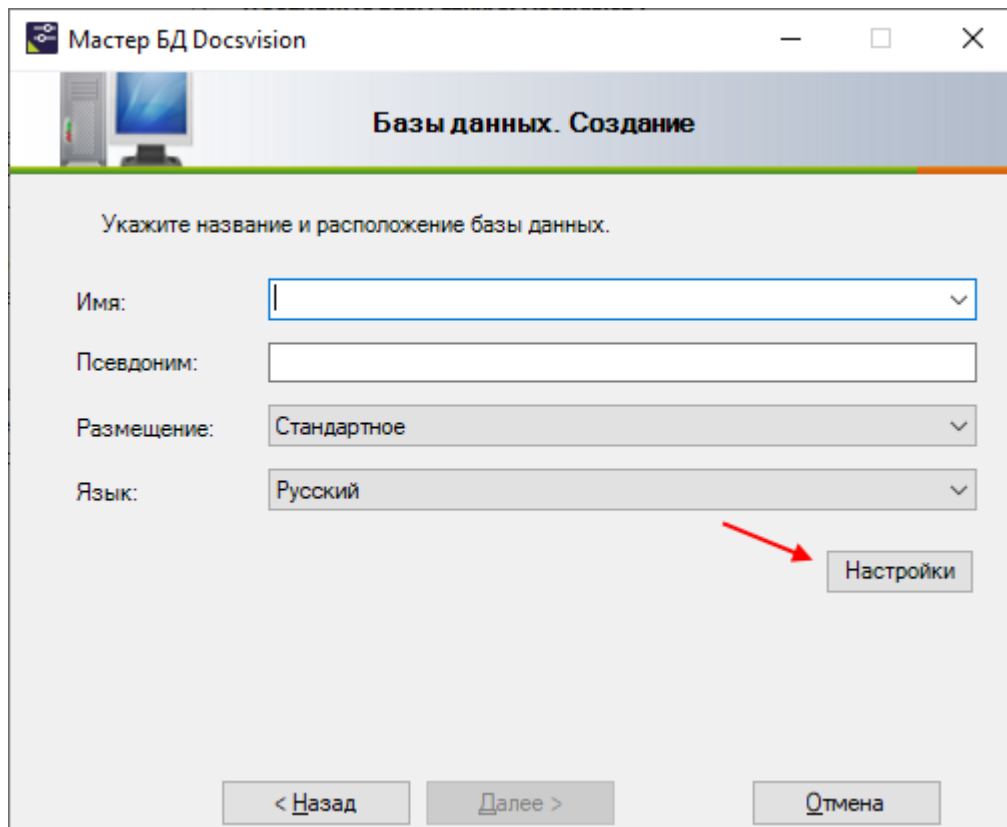 Мастер БД Docsvision
Базы данных. Создание
Укажите название и расположение базы данных.
Имя:
Псевдоним:
Размещение: Стандартное
Язык: Русский
Настройки
< Назад Далее > Отмена